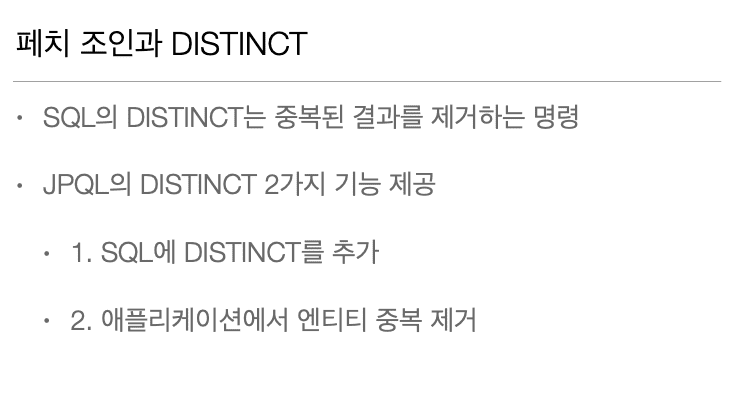 페치 조인과 DISTINCT
• SQL의 DISTINCT는 중복된 결과를 제거하는 명령
• JPQL의 DISTINCT 2가지 기능 제공
• 1. SQL에 DISTINCT를 추가
• 2. 애플리케이션에서 엔티티 중복 제거